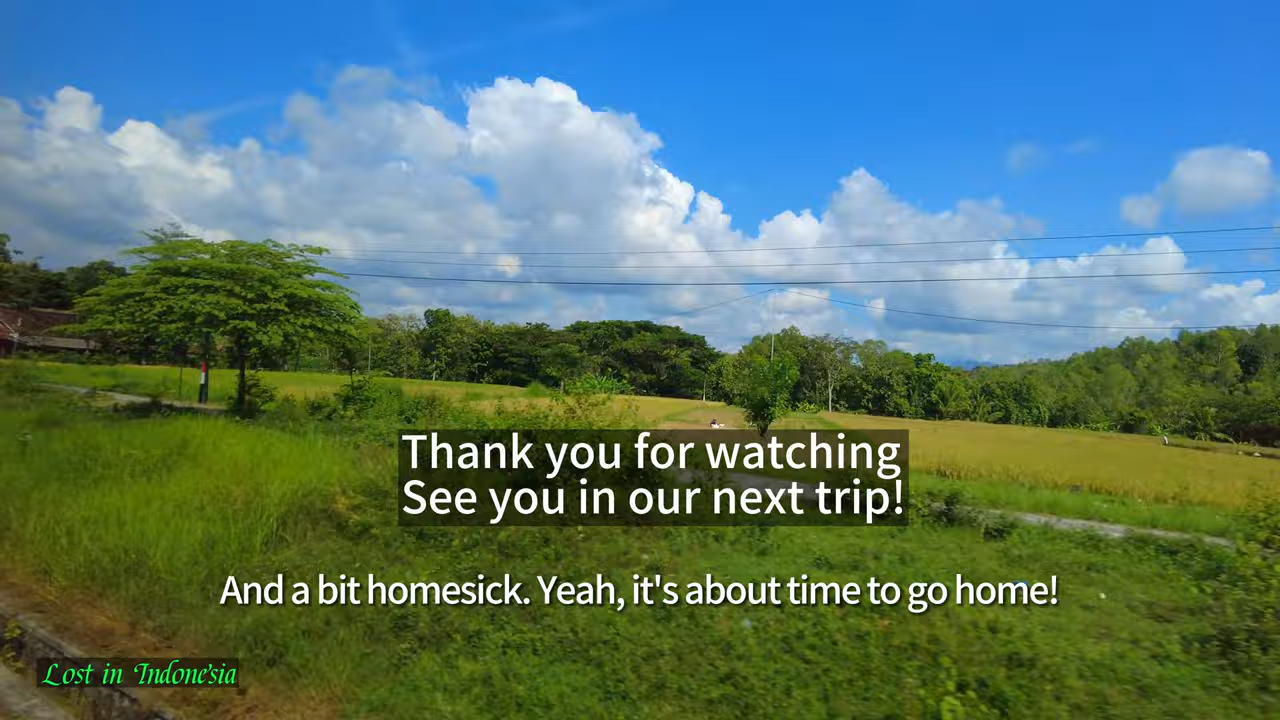 Thank you for watching
See you in our next trip!
And a bit homesick. Yeah, it's about time to go home!
Lost in Indonesia